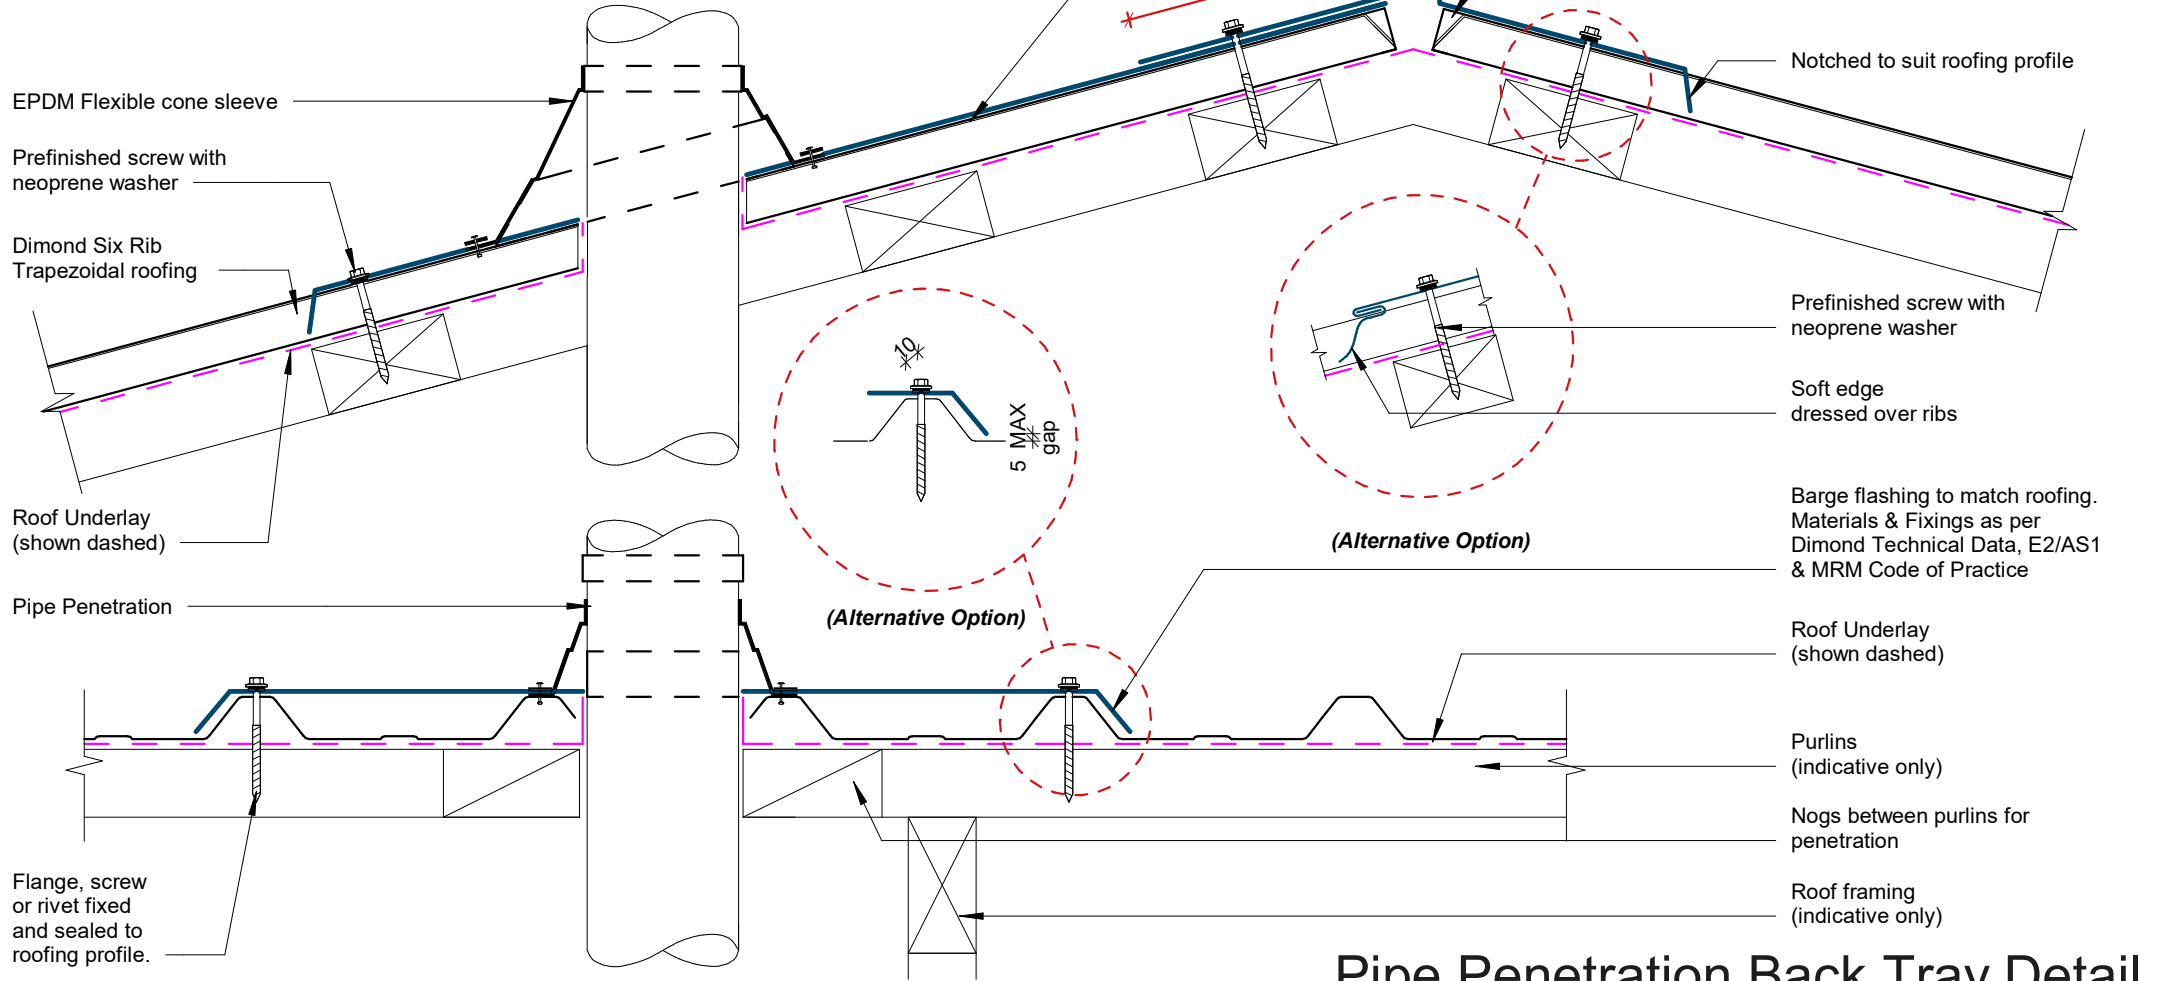 EPDM Flexible cone sleeve
Prefinished screw with
neoprene washer
Dimond Six Rib
Trapezoidal roofing
Roof Underlay
(shown dashed)
Pipe Penetration
Flange, screw
or rivet fixed
and sealed to
roofing profile.
10
5 MAX
gap
(Alternative Option)
(Alternative Option)
Notched to suit roofing profile
Prefinished screw with
neoprene washer
Soft edge
dressed over ribs
Barge flashing to match roofing.
Materials & Fixings as per
Dimond Technical Data, E2/AS1
& MRM Code of Practice
Roof Underlay
(shown dashed)
Purlins
(indicative only)
Nogs between purlins for
penetration
Roof framing
(indicative only)
Pipe Penetration Back Tray Detail